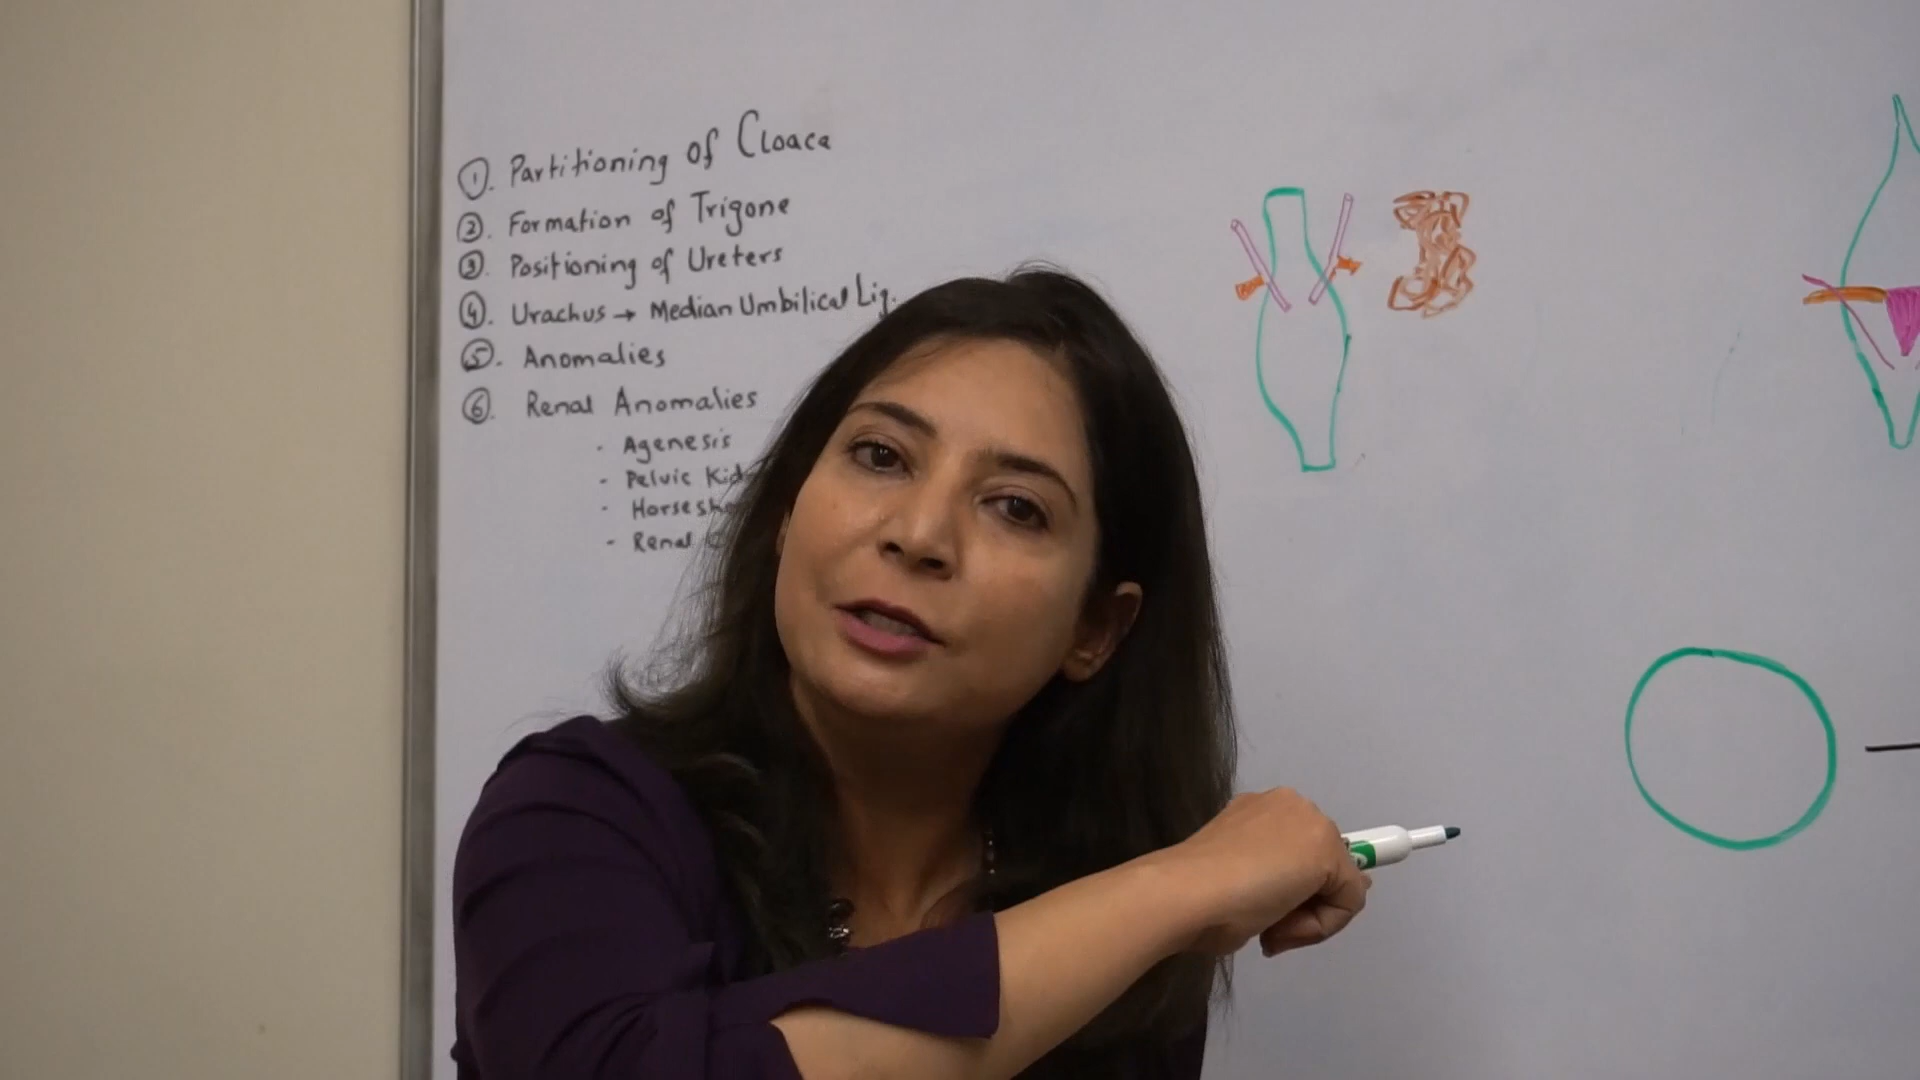 ①. Partitioning of Cloaca
②. Formation of Trigone
③. Positioning of Ureters
④. Urachus → Median Umbilical Lig.
⑤. Anomalies
⑥. Renal Anomalies
- Agenesis
- Pelvic
-
- Renal